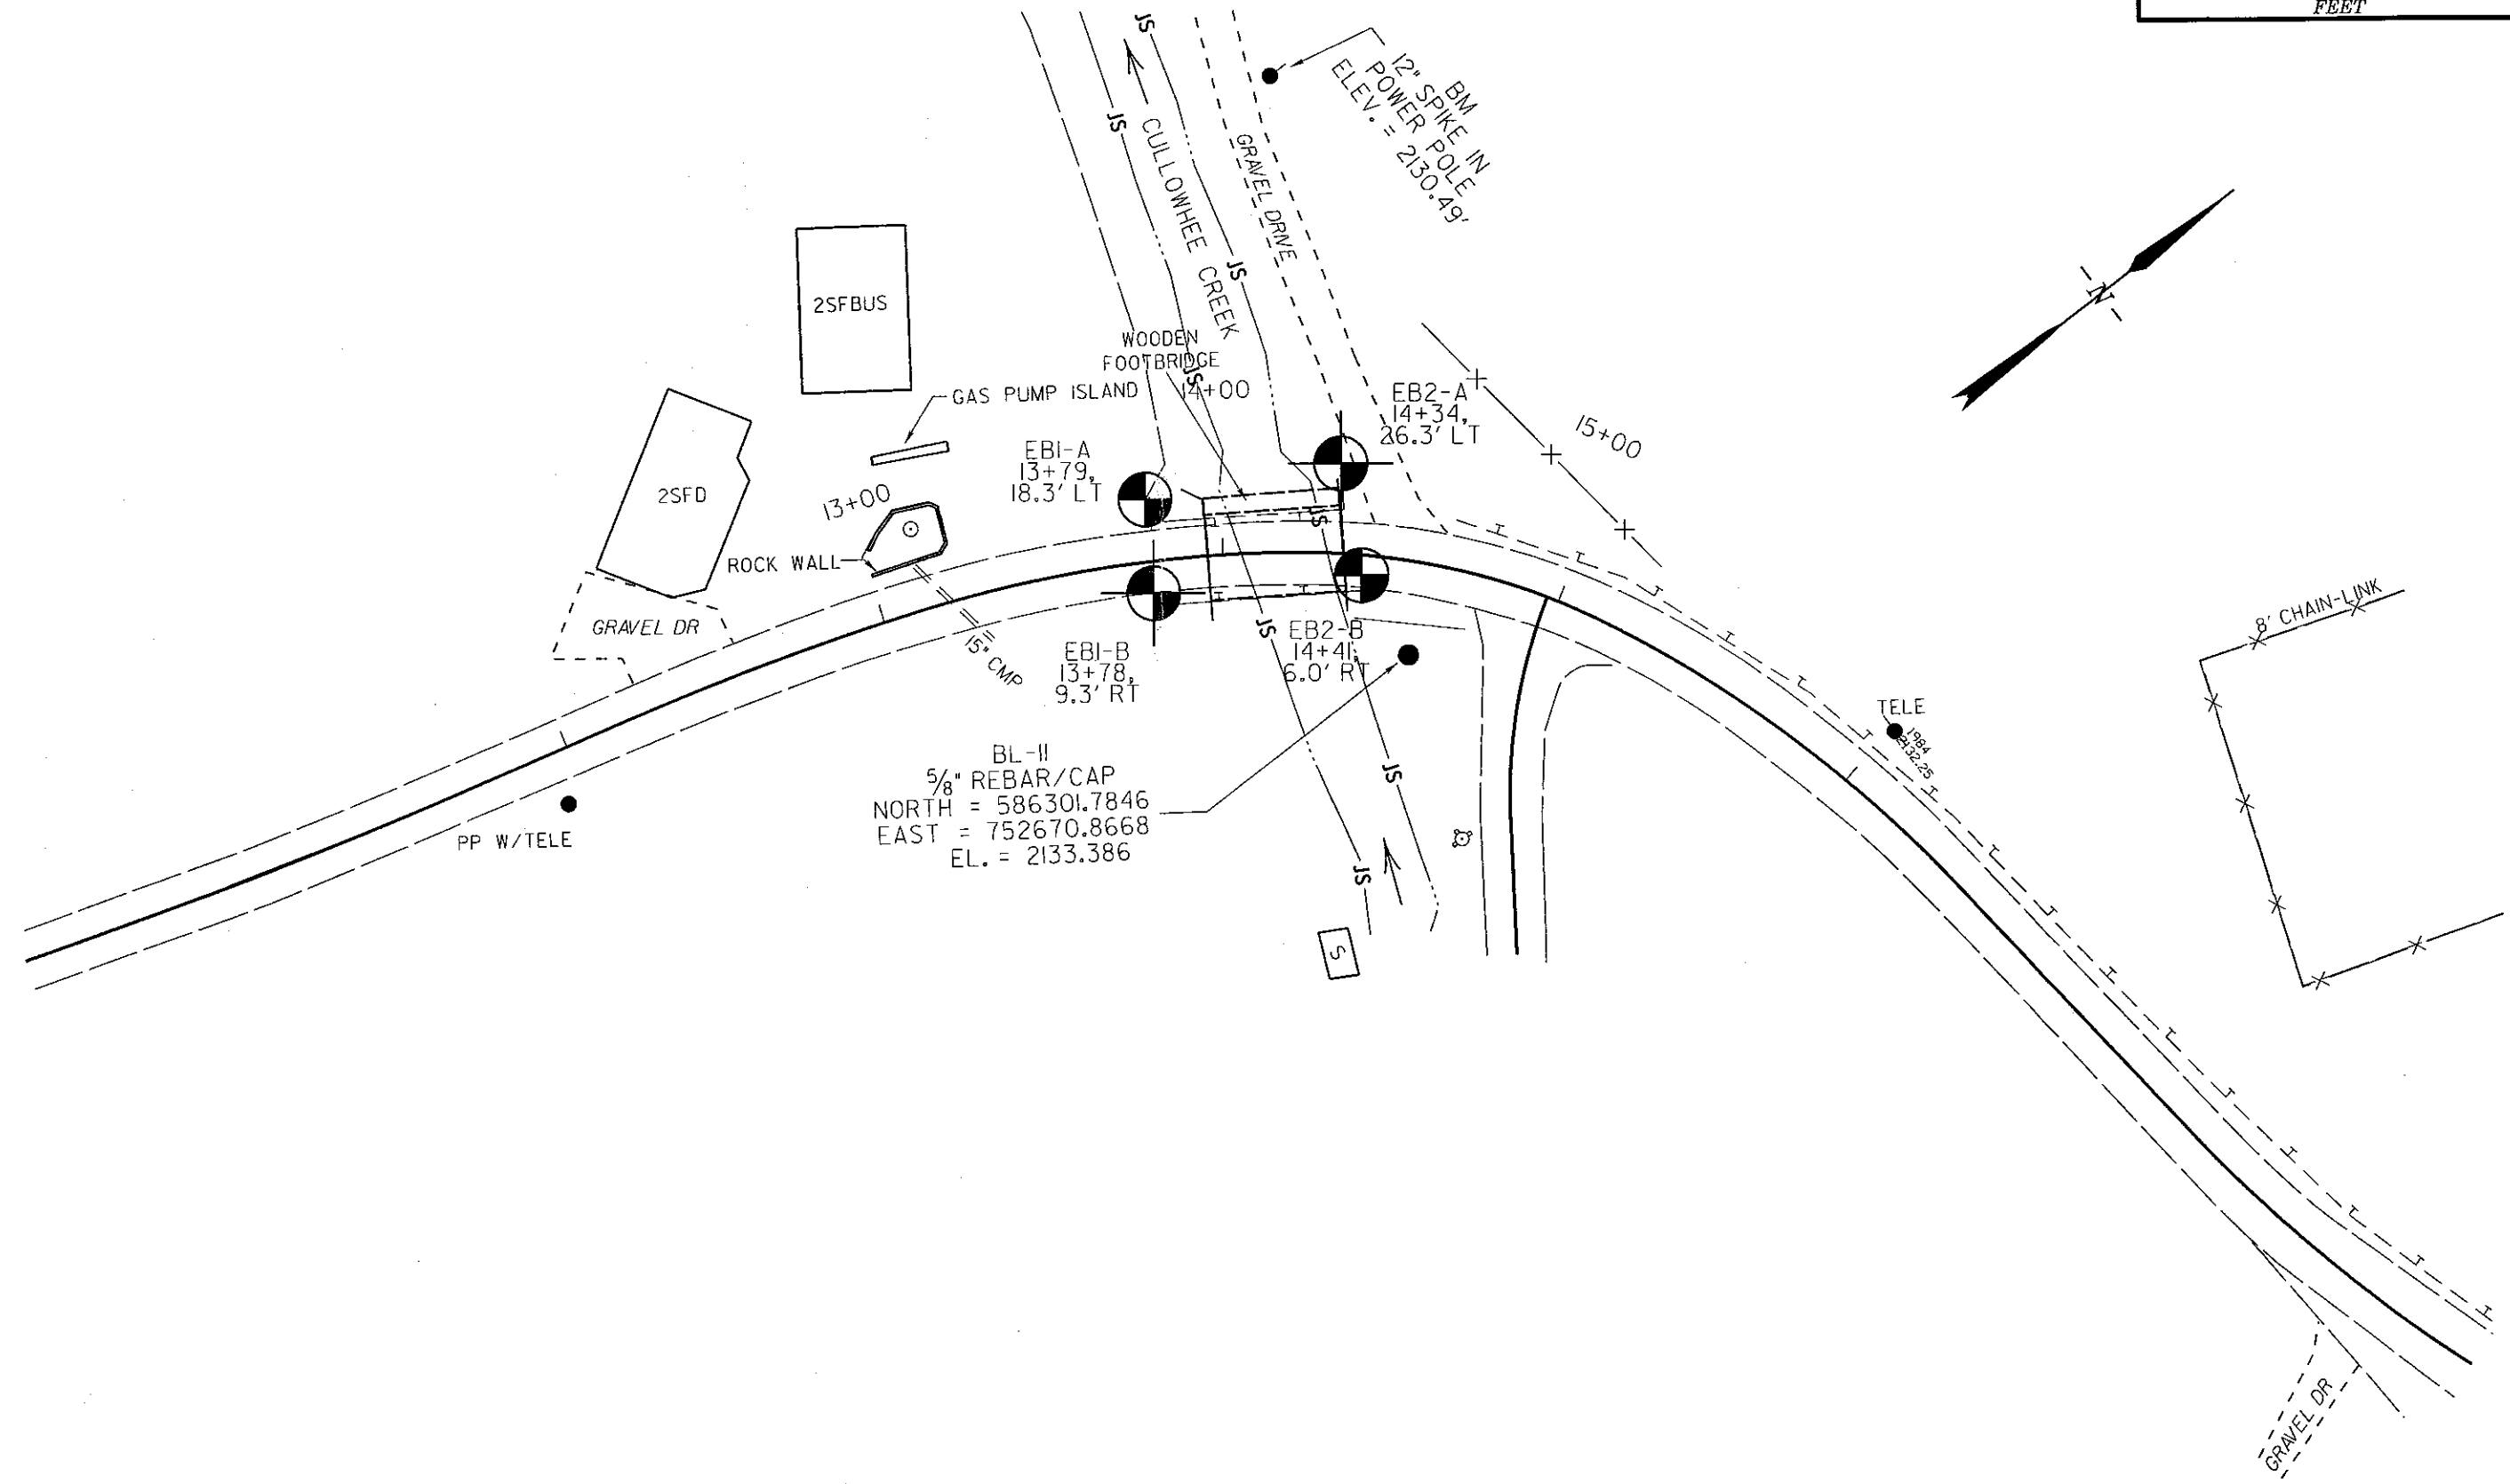 FEET
JS
BM
12" SPIKE IN
POWER POLE
ELEV. = 2130.49'
JS
CULLOWHEE CREEK
GRAVEL DRIVE
JS
N
2SFBUS
WOODEN
FOOTBRIDGE
JS
14+00
GAS PUMP ISLAND
EB2-A
14+34,
26.3' LT
15+00
EB1-A
13+79,
18.3' LT
2SFD
13+00
JS
ROCK WALL
GRAVEL DR
15" CMP
8' CHAIN-LINK
JS
EB2-B
14+41,
6.0' RT
EB1-B
13+78,
9.3' RT
TELE
1984
2132.25
BL-11
5/8" REBAR/CAP
NORTH = 586301.7846
EAST = 752670.8668
EL. = 2133.386
JS
PP W/TELE
JS
S
GRAVEL DR